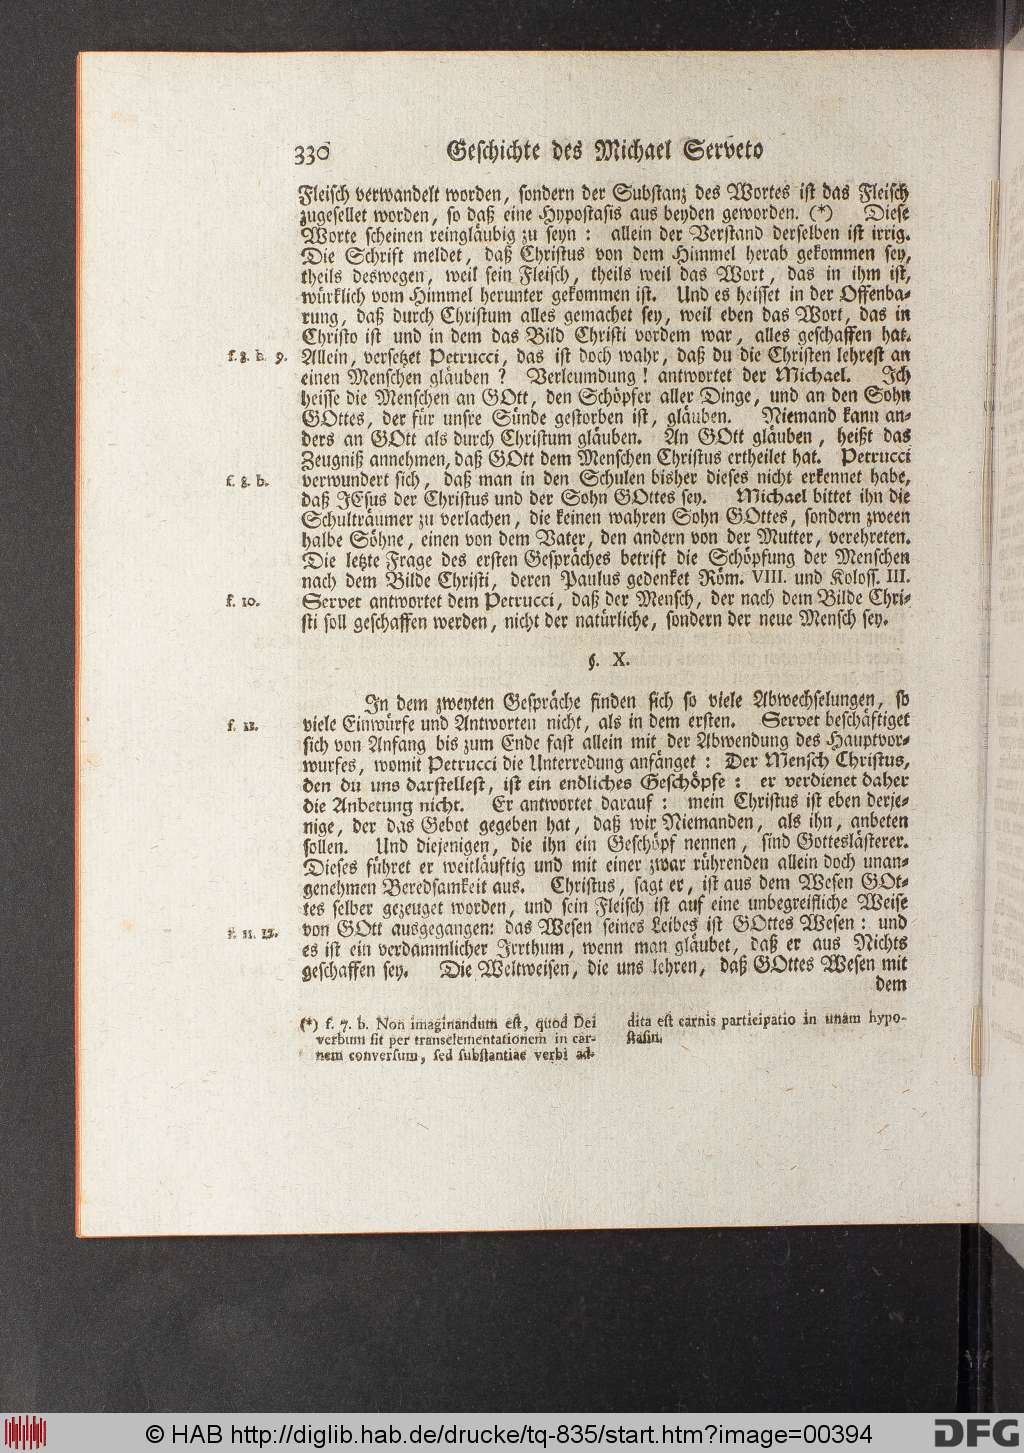 330 Geschichte des Michael Serveto
Fleisch verwandelt worden, sondern der Substanz des Wortes ist das Fleisch
zugesellet worden, so daß eine Hypostasis aus beyden geworden. (*) Diese
Worte scheinen reingläubig zu seyn: allein der Verstand derselben ist irrig.
Die Schrift meldet, daß Christus von dem Himmel herab gekommen sey,
theils deswegen, weil sein Fleisch, theils weil das Wort, das in ihm ist,
würklich vom Himmel herunter gekommen ist. Und es heisset in der Offenba-
rung, daß durch Christum alles gemachet sey, weil eben das Wort, das in
Christo ist und in dem das Bild Christi vordem war, alles geschaffen hat.
f. 8. b. 9. Allein, versetzet Petrucci, das ist doch wahr, daß du die Christen lehrest an
einen Menschen gläuben? Verleumdung! antwortet der Michael. Ich
heisse die Menschen an GOtt, den Schöpfer aller Dinge, und an den Sohn
GOttes, der für unsre Sünde gestorben ist, gläuben. Niemand kann an-
ders an GOtt als durch Christum gläuben. An GOtt gläuben, heißt das
Zeugniß annehmen, daß GOtt dem Menschen Christus ertheilet hat. Petrucci
f. 8. b. verwundert sich, daß man in den Schulen bisher dieses nicht erkennet habe,
daß JEsus der Christus und der Sohn GOttes sey. Michael bittet ihn die
Schulträumer zu verlachen, die keinen wahren Sohn GOttes, sondern zween
halbe Söhne, einen von dem Vater, den andern von der Mutter, verehreten.
Die letzte Frage des ersten Gespräches betrift die Schöpfung der Menschen
nach dem Bilde Christi, deren Paulus gedenket Röm. VIII. und Koloss. III.
f. 10. Servet antwortet dem Petrucci, daß der Mensch, der nach dem Bilde Chri-
sti soll geschaffen werden, nicht der natürliche, sondern der neue Mensch sey.
§. X.
In dem zweyten Gespräche finden sich so viele Abwechselungen, so
f. 12. viele Einwürfe und Antworten nicht, als in dem ersten. Servet beschäftiget
sich von Anfang bis zum Ende fast allein mit der Abwendung des Hauptvor-
wurfes, womit Petrucci die Unterredung anfänget: Der Mensch Christus,
den du uns darstellest, ist ein endliches Geschöpfe: er verdienet daher
die Anbetung nicht. Er antwortet darauf: mein Christus ist eben derje-
nige, der das Gebot gegeben hat, daß wir Niemanden, als ihn, anbeten
sollen. Und diejenigen, die ihn ein Geschöpf nennen, sind Gotteslästerer.
Dieses führet er weitläuftig und mit einer zwar rührenden allein doch unan-
genehmen Beredsamkeit aus. Christus, sagt er, ist aus dem Wesen GOt-
tes selber gezeuget worden, und sein Fleisch ist auf eine unbegreifliche Weise
f. 11. 12. von GOtt ausgegangen: das Wesen seines Leibes ist GOttes Wesen: und
es ist ein verdammlicher Irrthum, wenn man gläubet, daß er aus Nichts
geschaffen sey. Die Weltweisen, die uns lehren, daß GOttes Wesen mit
dem
(*) f. 7. b. Non imaginandum est, quod Dei
verbum sit per transelementationem in car-
nem conversum, sed substantiae verbi ad-
dita est carnis participatio in unam hypo-
stasin.
© HAB http://diglib.hab.de/drucke/tq-835/start.htm?image=00394
DFG